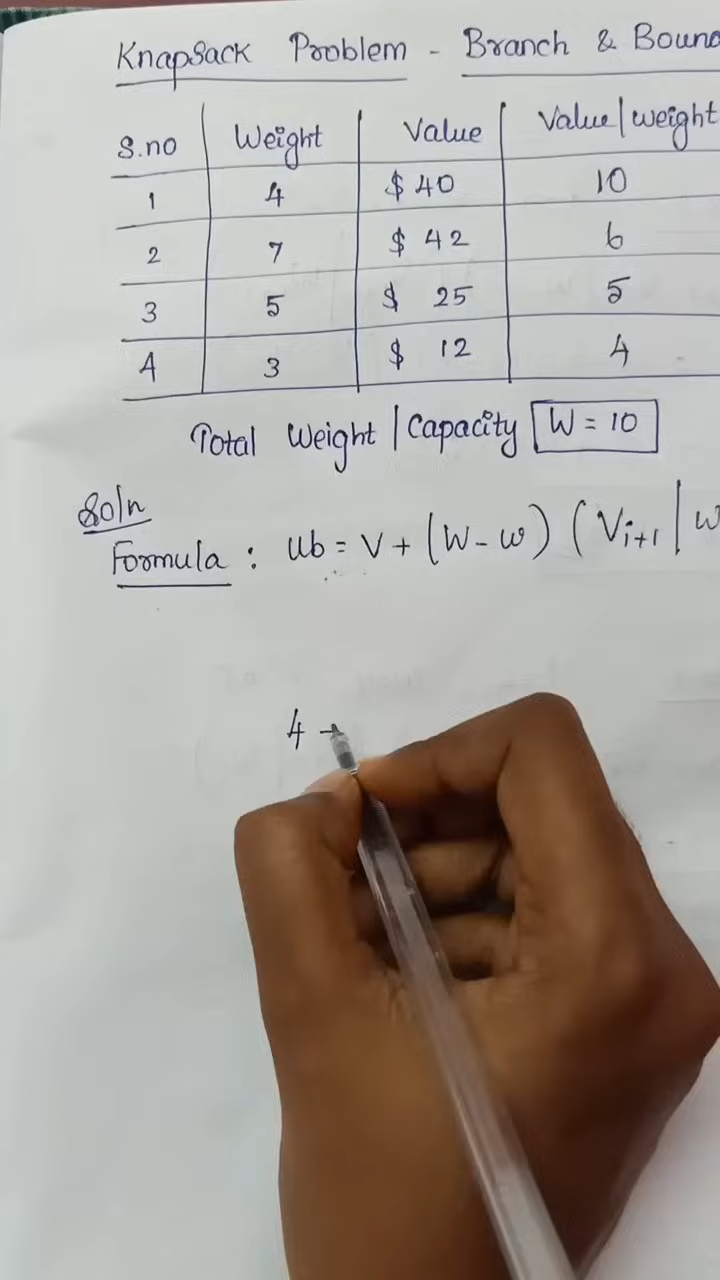 Knapsack Problem - Branch & Boun
S.no Weight Value Value/weight
1 4 $ 40 10
2 7 $ 42 6
3 5 $ 25 5
4 3 $ 12 4
Total Weight | Capacity W = 10
Soln
Formula : Ub = V + (W - w) (Vi+1 | w
4 -